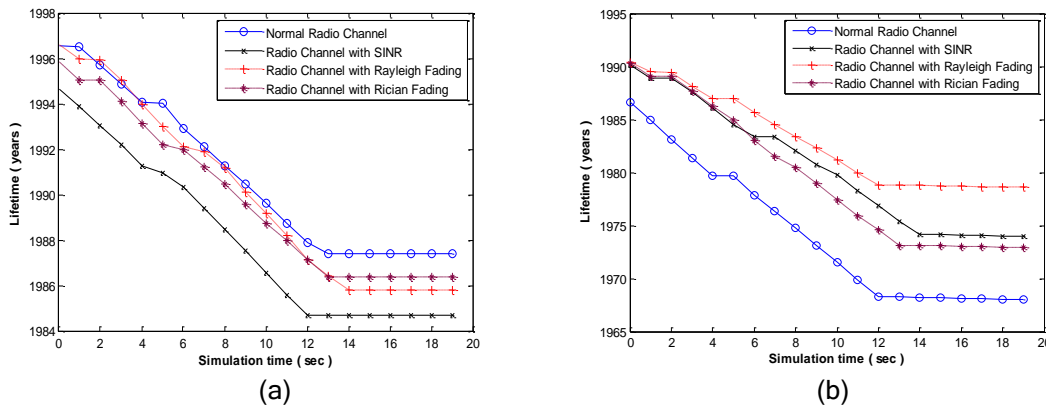 1998
1996
1994
1992
1990
1988
1986
1984
Lifetime ( years )
0 2 4 6 8 10 12 14 16 18 20
Simulation time ( sec )
Normal Radio Channel
Radio Channel with SINR
Radio Channel with Rayleigh Fading
Radio Channel with Rician Fading
(a)
1995
1990
1985
1980
1975
1970
1965
Lifetime ( years )
0 2 4 6 8 10 12 14 16 18 20
Simulation time ( sec )
Normal Radio Channel
Radio Channel with SINR
Radio Channel with Rayleigh Fading
Radio Channel with Rician Fading
(b)